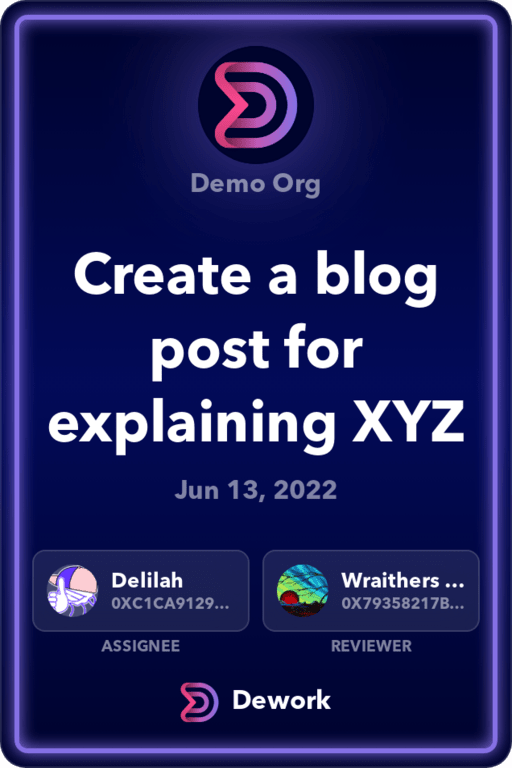 Demo Org
Create a blog
post for
explaining XYZ
Jun 13, 2022
Delilah
0XC1CA9129...
Wraithers ...
0X79358217B...
ASSIGNEE
REVIEWER
Dework